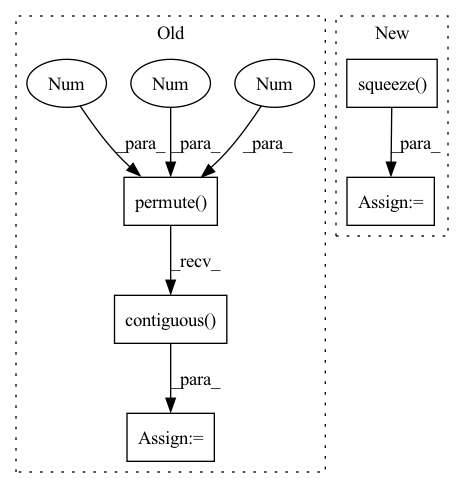 Old
New
Num
Num
Num
squeeze()
_para_
_para_
_para_
_para_
permute()
Assign:=
_recv_
contiguous()
_para_
Assign:=